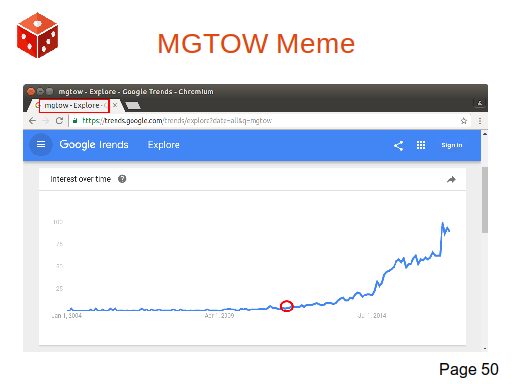 MGTOW Meme
mgtow - Explore - Google Trends - Chromium
mgtow - Explore -
https://trends.google.com/trends/explore?date=all&q=mgtow
Google Trends Explore Sign in
Interest over time
100
75
50
25
Jan 1, 2004 Apr 1, 2009 Jul 1, 2014
Page 50